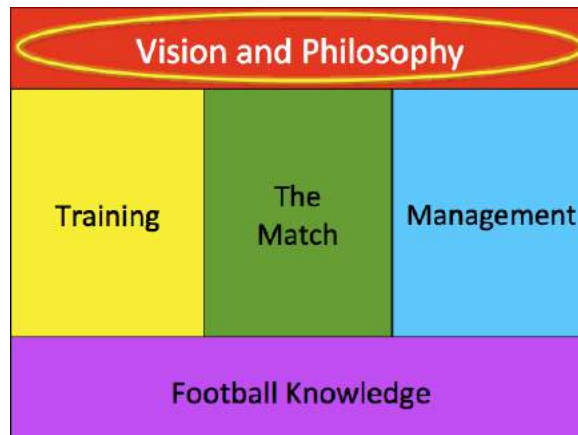 Vision and Philosophy
Training
The
Match
Management
Football Knowledge